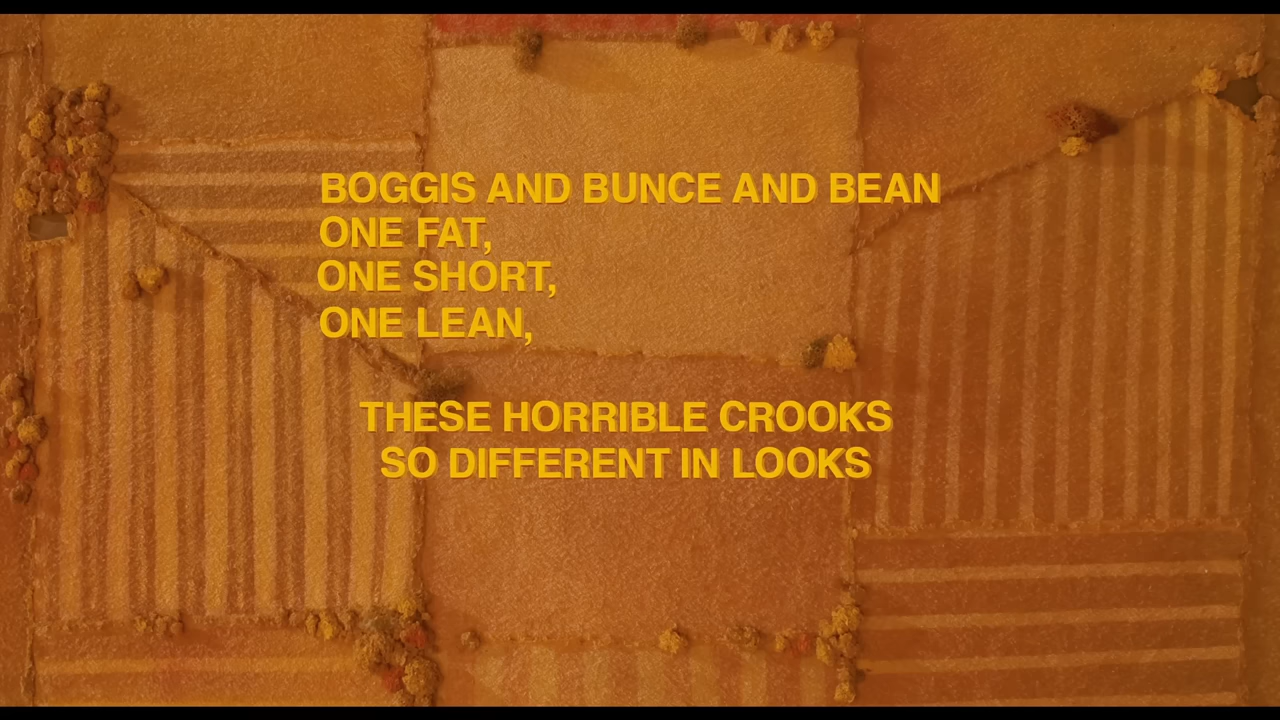 BOGGIS AND BUNCE AND BEAN
ONE FAT,
ONE SHORT,
ONE LEAN,
THESE HORRIBLE CROOKS
SO DIFFERENT IN LOOKS